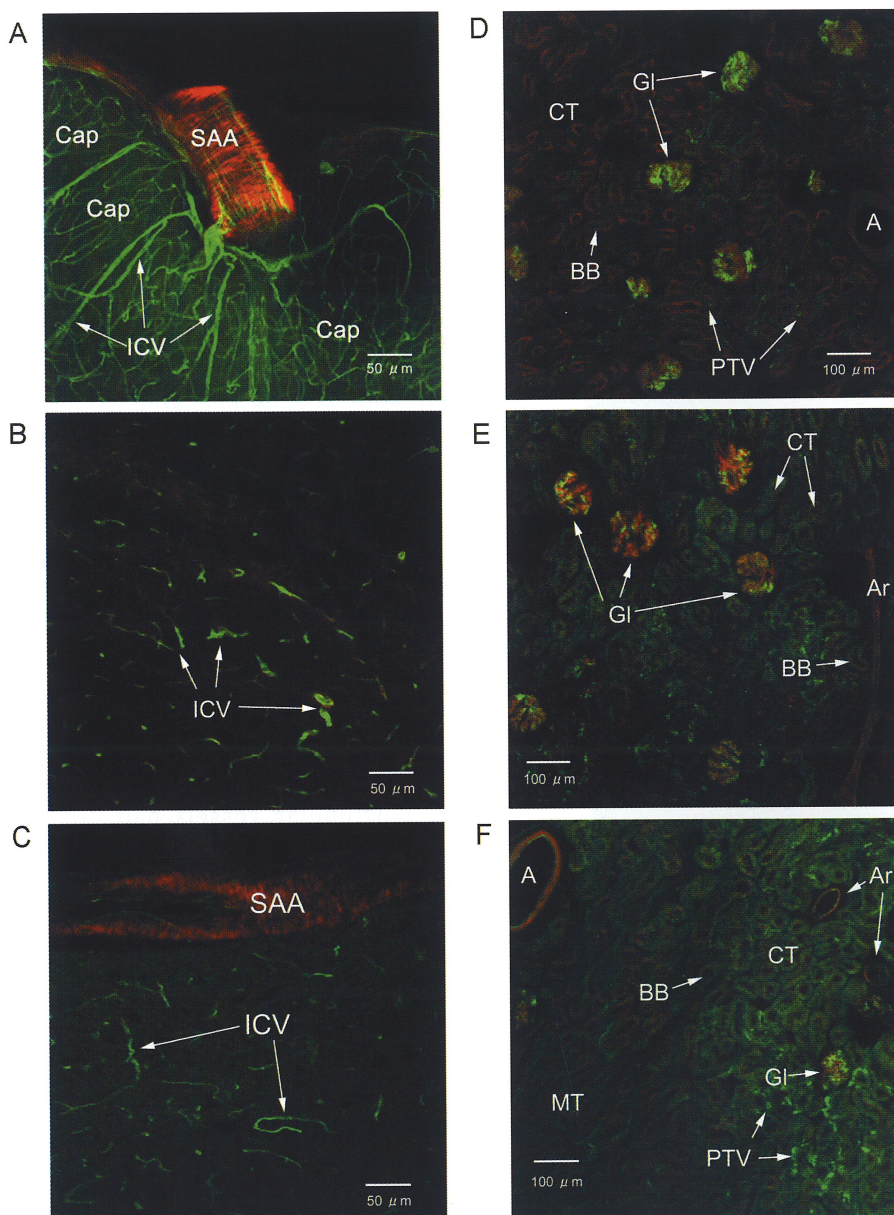 A
Cap
SAA
Cap
ICV
Cap
50 μm
B
ICV
50 μm
C
SAA
ICV
50 μm
D
Gl
CT
A
BB
PTV
100 μm
E
CT
Gl
Ar
BB
100 μm
F
A
Ar
CT
BB
Gl
MT
PTV
100 μm